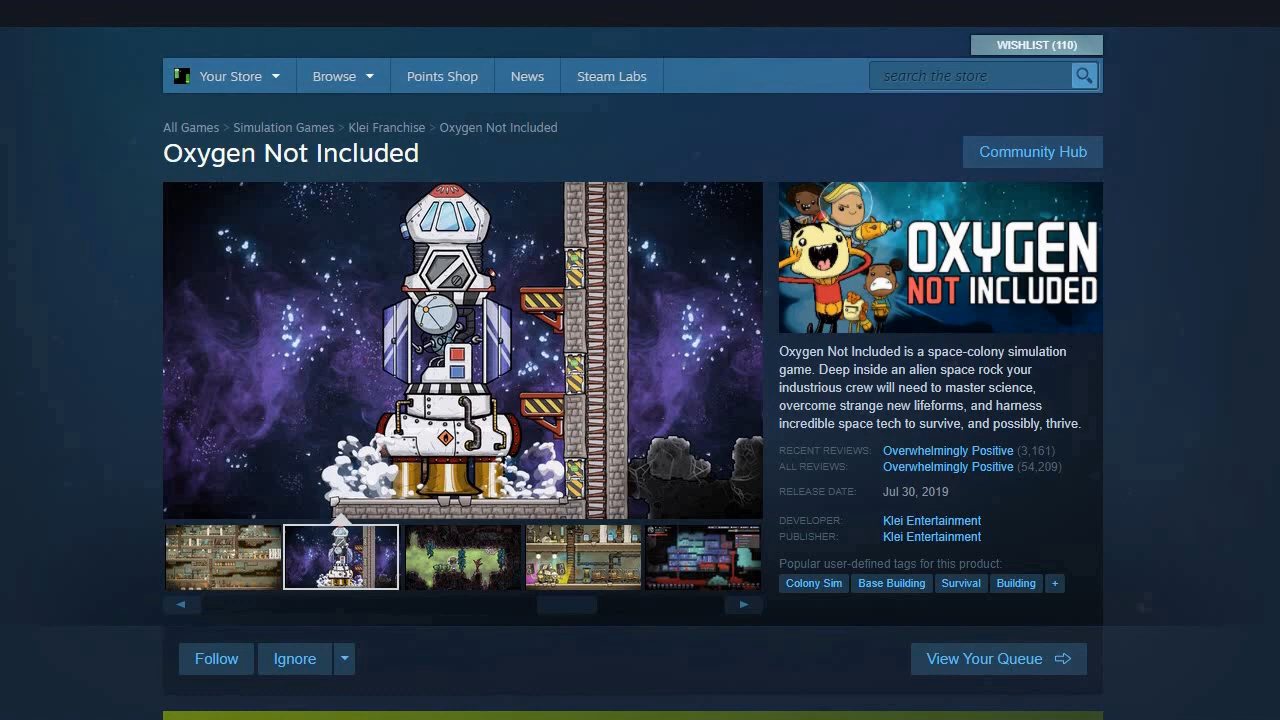 WISHLIST (110)
Your Store Browse Points Shop News Steam Labs search the store
All Games > Simulation Games > Klei Franchise > Oxygen Not Included
Oxygen Not Included
Community Hub
OXYGEN
NOT INCLUDED
Oxygen Not Included is a space-colony simulation
game. Deep inside an alien space rock your
industrious crew will need to master science,
overcome strange new lifeforms, and harness
incredible space tech to survive, and possibly, thrive.
RECENT REVIEWS: Overwhelmingly Positive (3,161)
ALL REVIEWS: Overwhelmingly Positive (54,209)
RELEASE DATE: Jul 30, 2019
DEVELOPER: Klei Entertainment
PUBLISHER: Klei Entertainment
Popular user-defined tags for this product:
Colony Sim Base Building Survival Building +
Follow Ignore View Your Queue